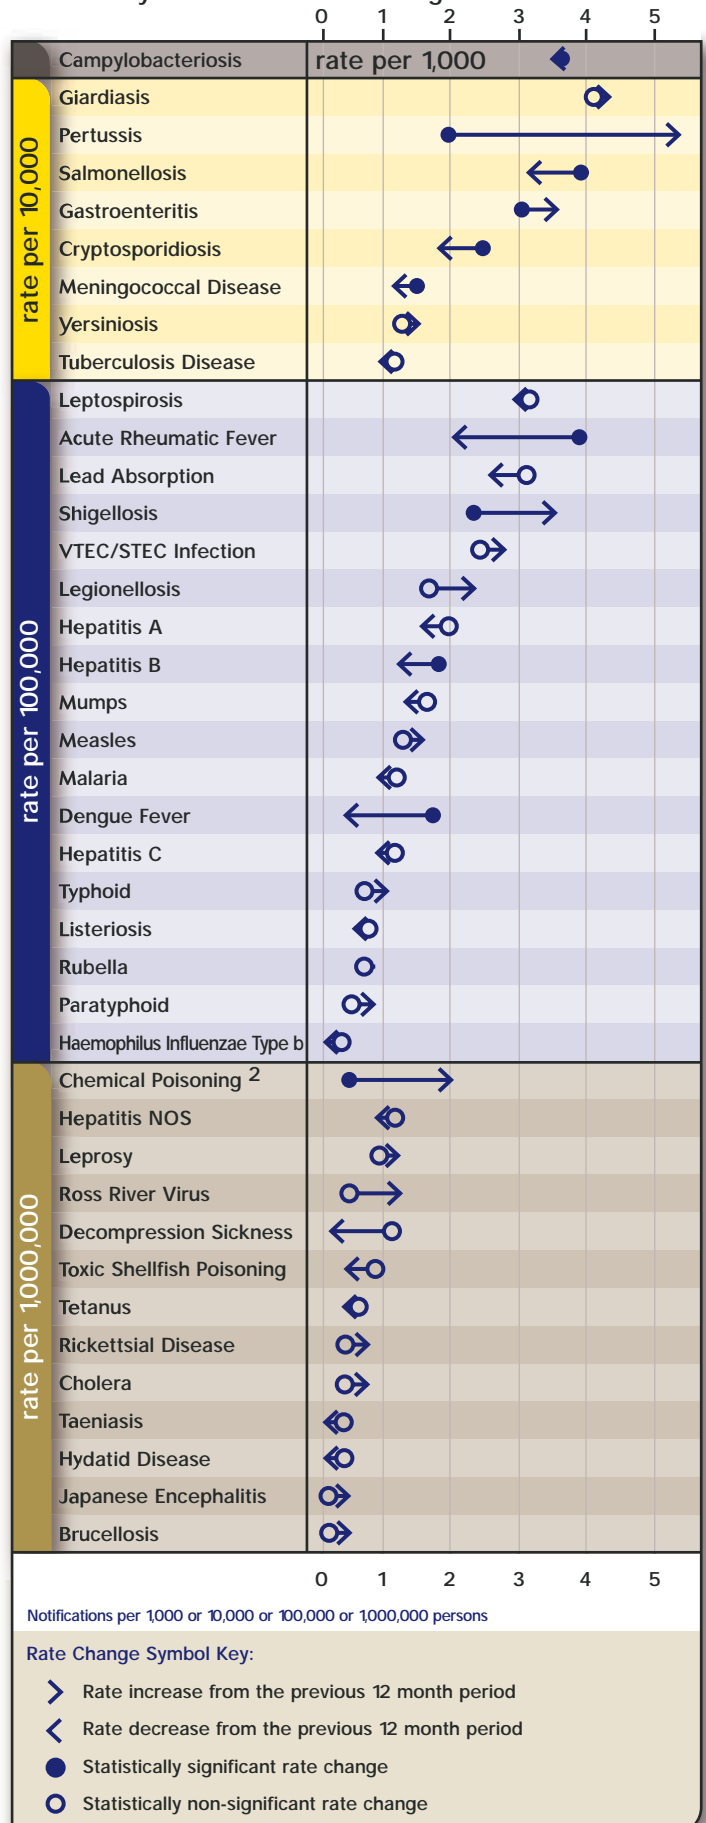 0 1 2 3 4 5
Campylobacteriosis rate per 1,000
rate per 10,000
Giardiasis
Pertussis
Salmonellosis
Gastroenteritis
Cryptosporidiosis
Meningococcal Disease
Yersiniosis
Tuberculosis Disease
rate per 100,000
Leptospirosis
Acute Rheumatic Fever
Lead Absorption
Shigellosis
VTEC/STEC Infection
Legionellosis
Hepatitis A
Hepatitis B
Mumps
Measles
Malaria
Dengue Fever
Hepatitis C
Typhoid
Listeriosis
Rubella
Paratyphoid
Haemophilus Influenzae Type b
rate per 1,000,000
Chemical Poisoning 2
Hepatitis NOS
Leprosy
Ross River Virus
Decompression Sickness
Toxic Shellfish Poisoning
Tetanus
Rickettsial Disease
Cholera
Taeniasis
Hydatid Disease
Japanese Encephalitis
Brucellosis
0 1 2 3 4 5
Notifications per 1,000 or 10,000 or 100,000 or 1,000,000 persons
Rate Change Symbol Key:
Rate increase from the previous 12 month period
Rate decrease from the previous 12 month period
Statistically significant rate change
Statistically non-significant rate change